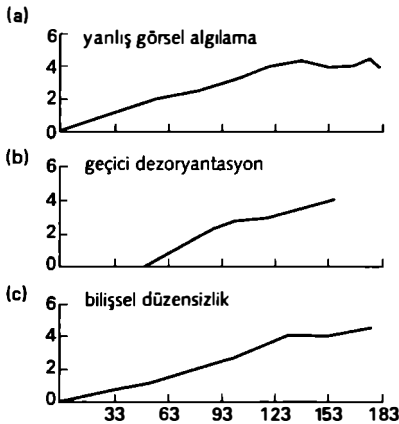 (a)
6
yanlış görsel algılama
4
2
0
(b)
6
geçici dezoryantasyon
4
2
0
(c)
6
bilişsel düzensizlik
4
2
0
33 63 93 123 153 183